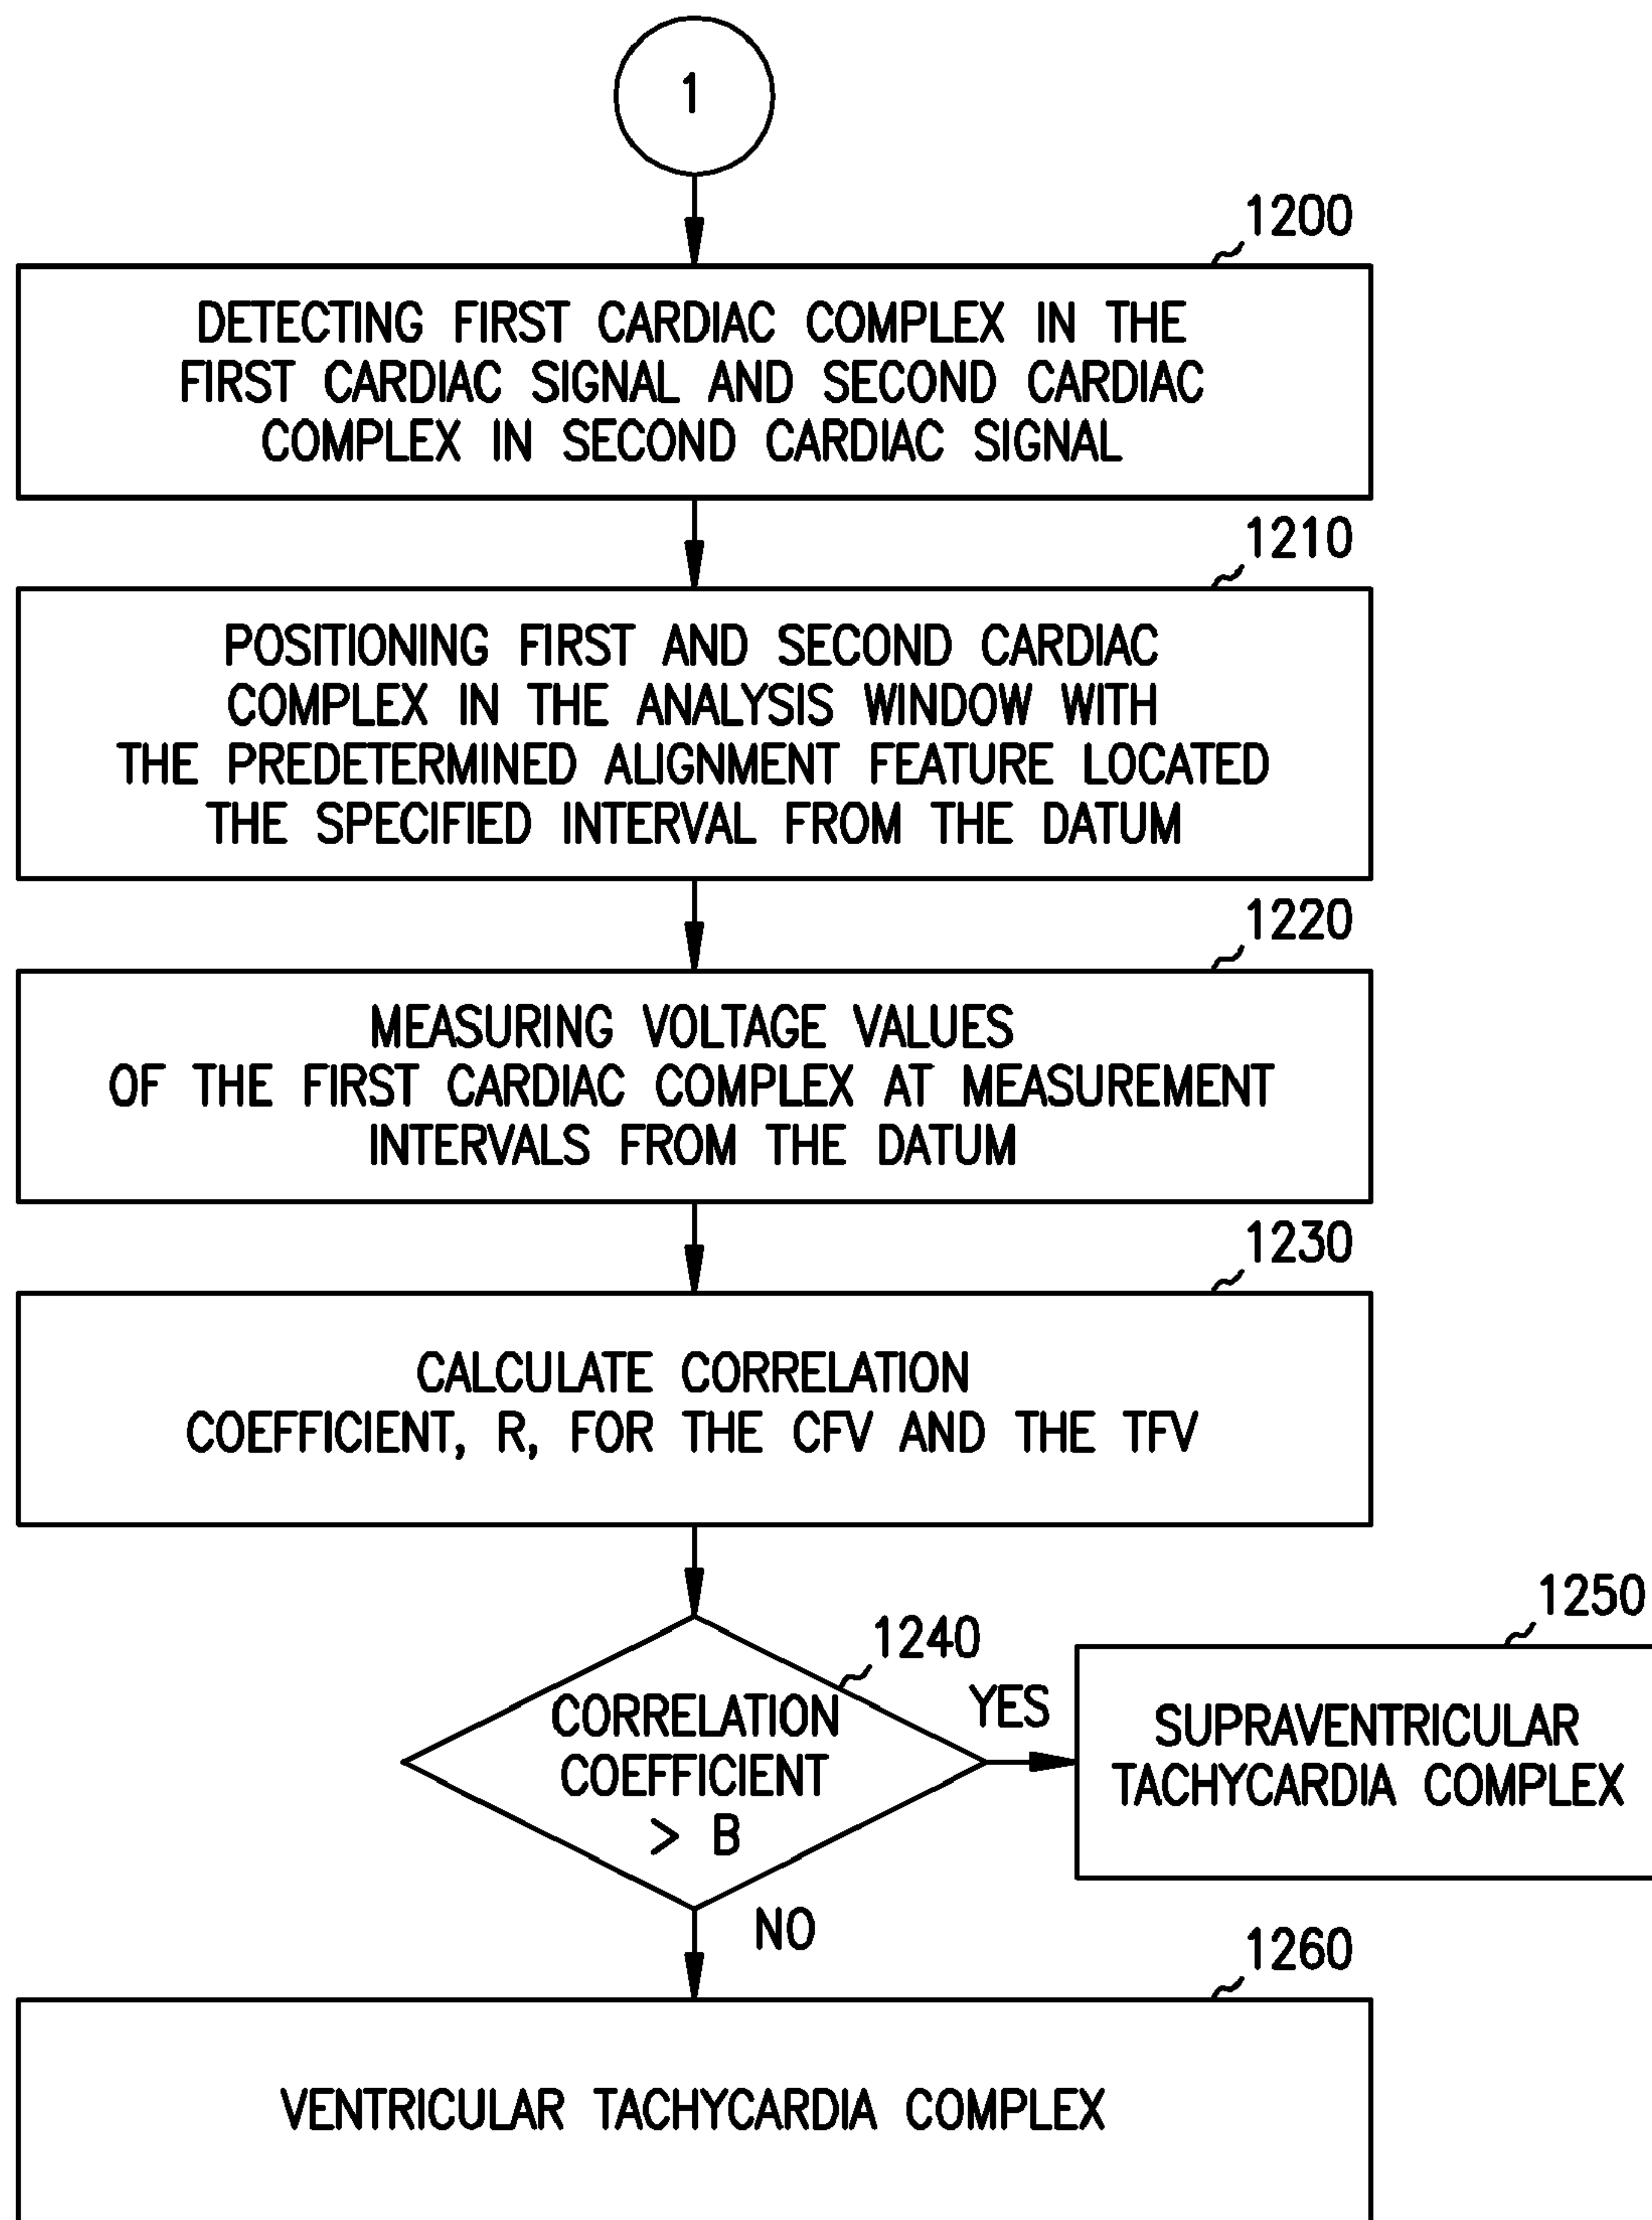 1
1200
DETECTING FIRST CARDIAC COMPLEX IN THE
FIRST CARDIAC SIGNAL AND SECOND CARDIAC
COMPLEX IN SECOND CARDIAC SIGNAL
1210
POSITIONING FIRST AND SECOND CARDIAC
COMPLEX IN THE ANALYSIS WINDOW WITH
THE PREDETERMINED ALIGNMENT FEATURE LOCATED
THE SPECIFIED INTERVAL FROM THE DATUM
1220
MEASURING VOLTAGE VALUES
OF THE FIRST CARDIAC COMPLEX AT MEASUREMENT
INTERVALS FROM THE DATUM
1230
CALCULATE CORRELATION
COEFFICIENT, R, FOR THE CFV AND THE TFV
1240
CORRELATION
COEFFICIENT
> B
YES
1250
SUPRAVENTRICULAR
TACHYCARDIA COMPLEX
NO
1260
VENTRICULAR TACHYCARDIA COMPLEX